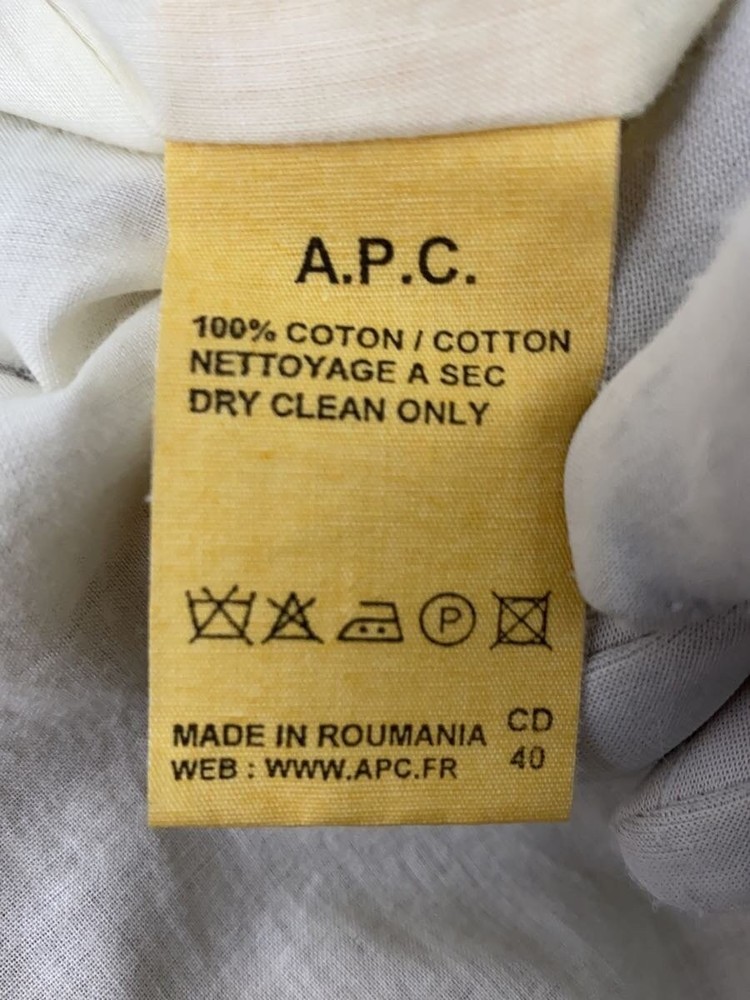 A.P.C.
100% COTON / COTTON
NETTOYAGE A SEC
DRY CLEAN ONLY
P
MADE IN ROUMANIA
WEB : WWW.APC.FR
CD
40